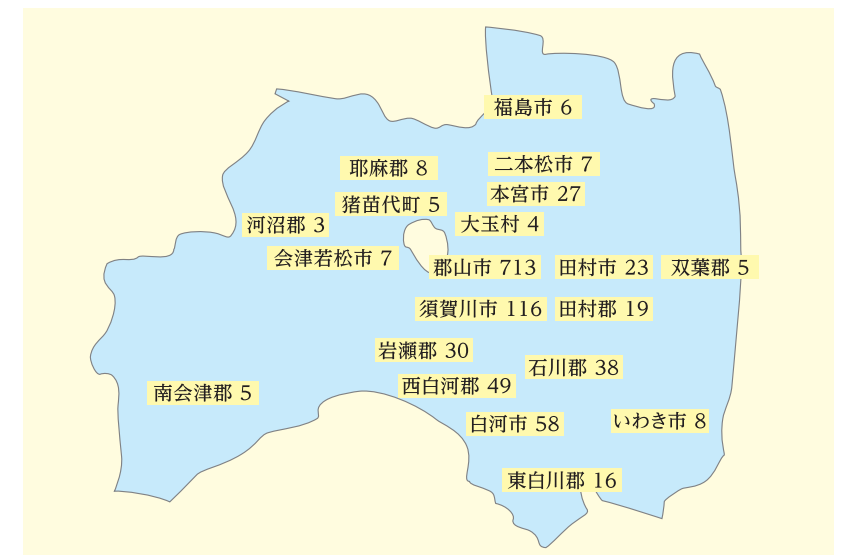 福島市 6
耶麻郡 8
二本松市 7
本宮市 27
猪苗代町 5
河沼郡 3
大玉村 4
会津若松市 7
郡山市 713
田村市 23
双葉郡 5
須賀川市 116
田村郡 19
岩瀬郡 30
石川郡 38
南会津郡 5
西白河郡 49
白河市 58
いわき市 8
東白川郡 16